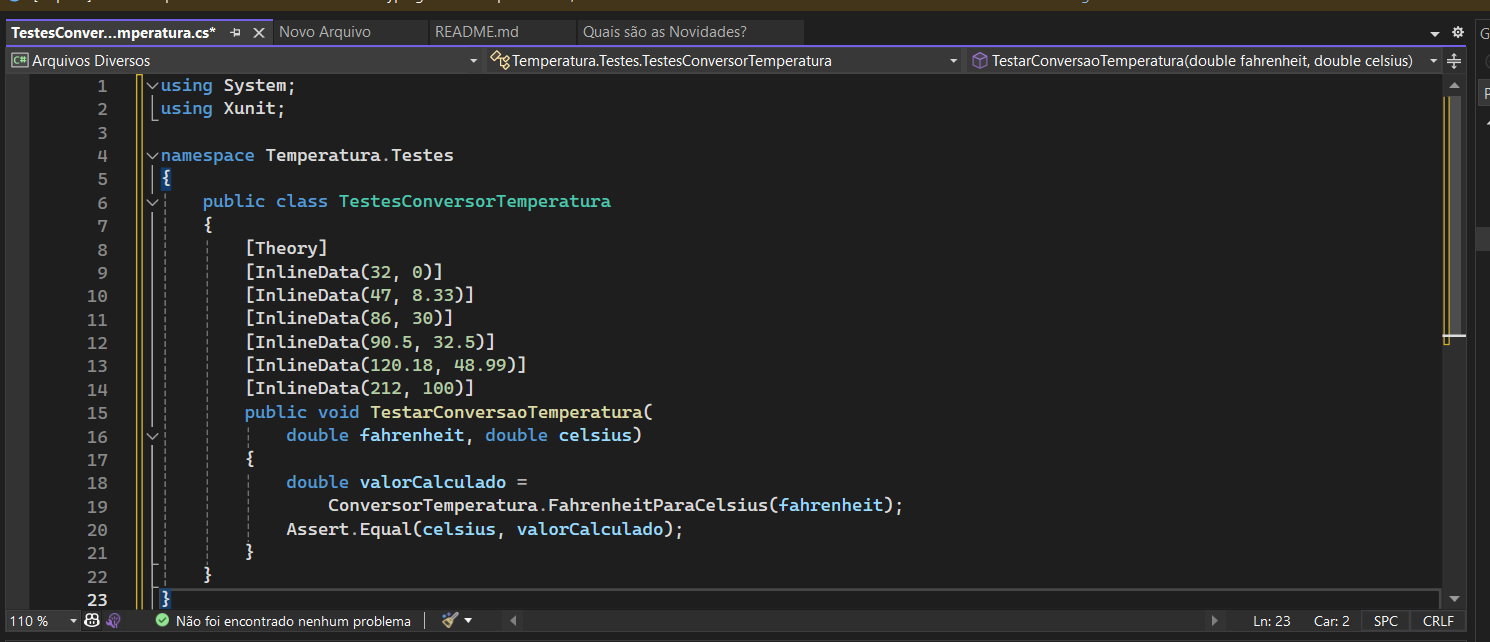 TestesConver...mperatura.cs* Novo Arquivo README.md Quais são as Novidades?
C# Arquivos Diversos Temperatura.Testes.TestesConversorTemperatura TestarConversaoTemperatura(double fahrenheit, double celsius)
1 using System;
2 using Xunit;
3
4 namespace Temperatura.Testes
5 {
6 public class TestesConversorTemperatura
7 {
8 [Theory]
9 [InlineData(32, 0)]
10 [InlineData(47, 8.33)]
11 [InlineData(86, 30)]
12 [InlineData(90.5, 32.5)]
13 [InlineData(120.18, 48.99)]
14 [InlineData(212, 100)]
15 public void TestarConversaoTemperatura(
16 double fahrenheit, double celsius)
17 {
18 double valorCalculado =
19 ConversorTemperatura.FahrenheitParaCelsius(fahrenheit);
20 Assert.Equal(celsius, valorCalculado);
21 }
22 }
23 }
110 % Não foi encontrado nenhum problema Ln: 23 Car: 2 SPC CRLF